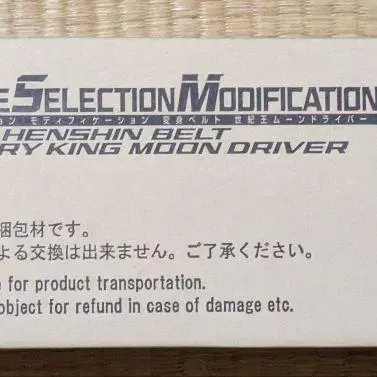 E SELECTION MODIFICATION
ョン モディフィケーション 変身ベルト 世紀王ムーンドライバー
HENSHIN BELT
RY KING MOON DRIVER
梱包材です。
よる交換は出来ません。ご了承ください。
e for product transportation.
object for refund in case of damage etc.